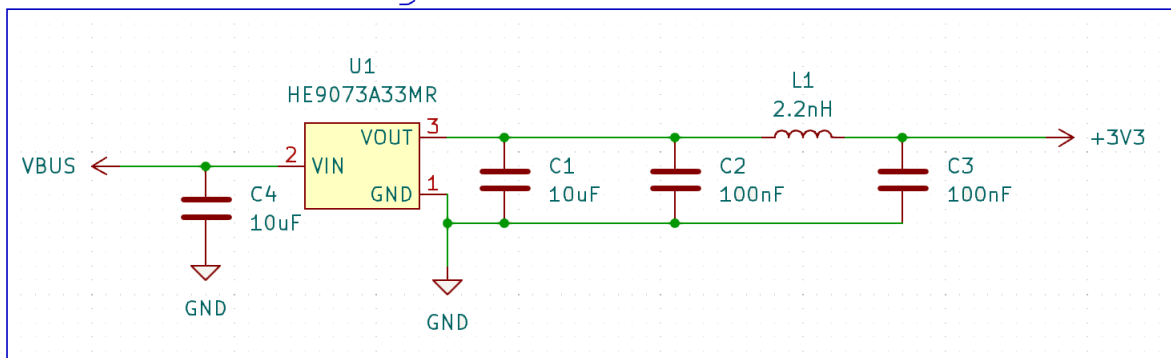 U1
HE9073A33MR
L1
2.2nH
VOUT
3
+3V3
VBUS
2
VIN
C1
10uF
C2
100nF
C3
100nF
GND
1
C4
10uF
GND
GND